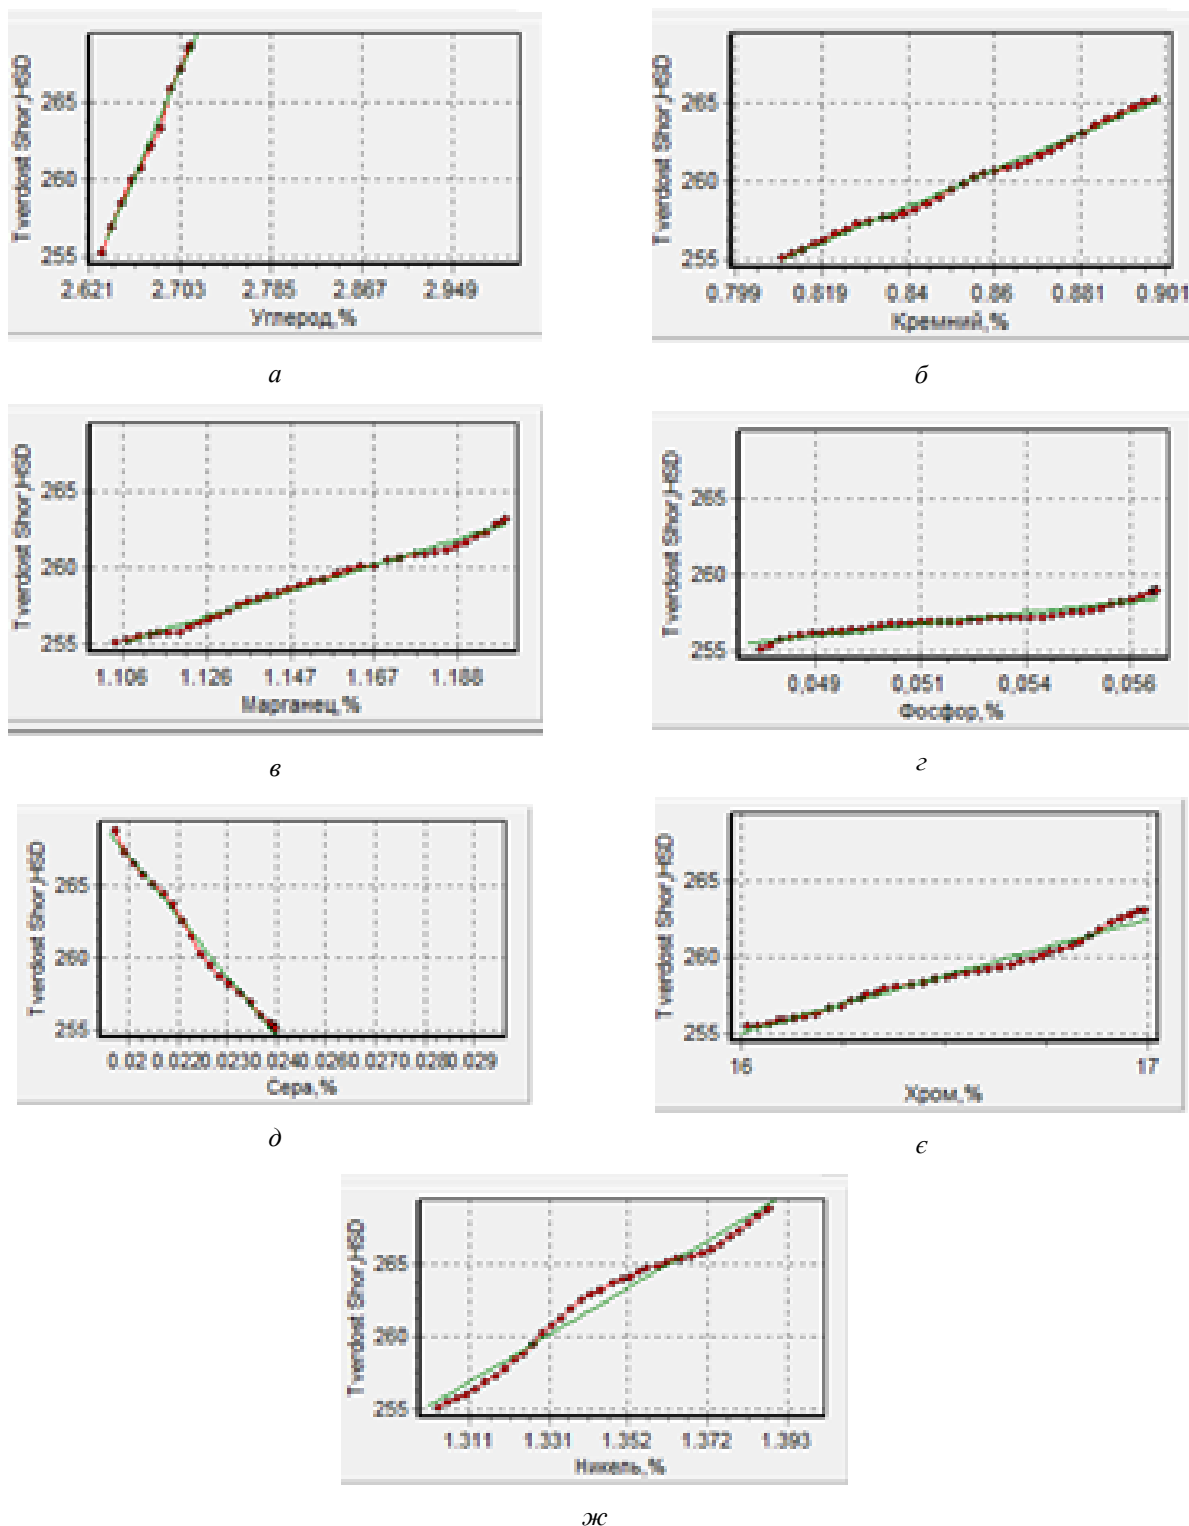 Tverdost Shor,HSD
265
260
255
2.621 2.703 2.785 2.867 2.949
Углерод,%
а
Tverdost Shor,HSD
265
260
255
0.799 0.819 0.84 0.86 0.881 0.901
Кремний,%
б
Tverdost Shor,HSD
265
260
255
1.106 1.126 1.147 1.167 1.188
Марганец,%
в
Tverdost Shor,HSD
265
260
255
0,049 0,051 0,054 0,056
Фосфор,%
г
Tverdost Shor,HSD
265
260
255
0.02 0.0220.0230.0240.0260.0270.0280.029
Сера,%
д
Tverdost Shor,HSD
265
260
255
16 17
Хром,%
є
Tverdost Shor,HSD
265
260
255
1.311 1.331 1.352 1.372 1.393
Никель,%
ж